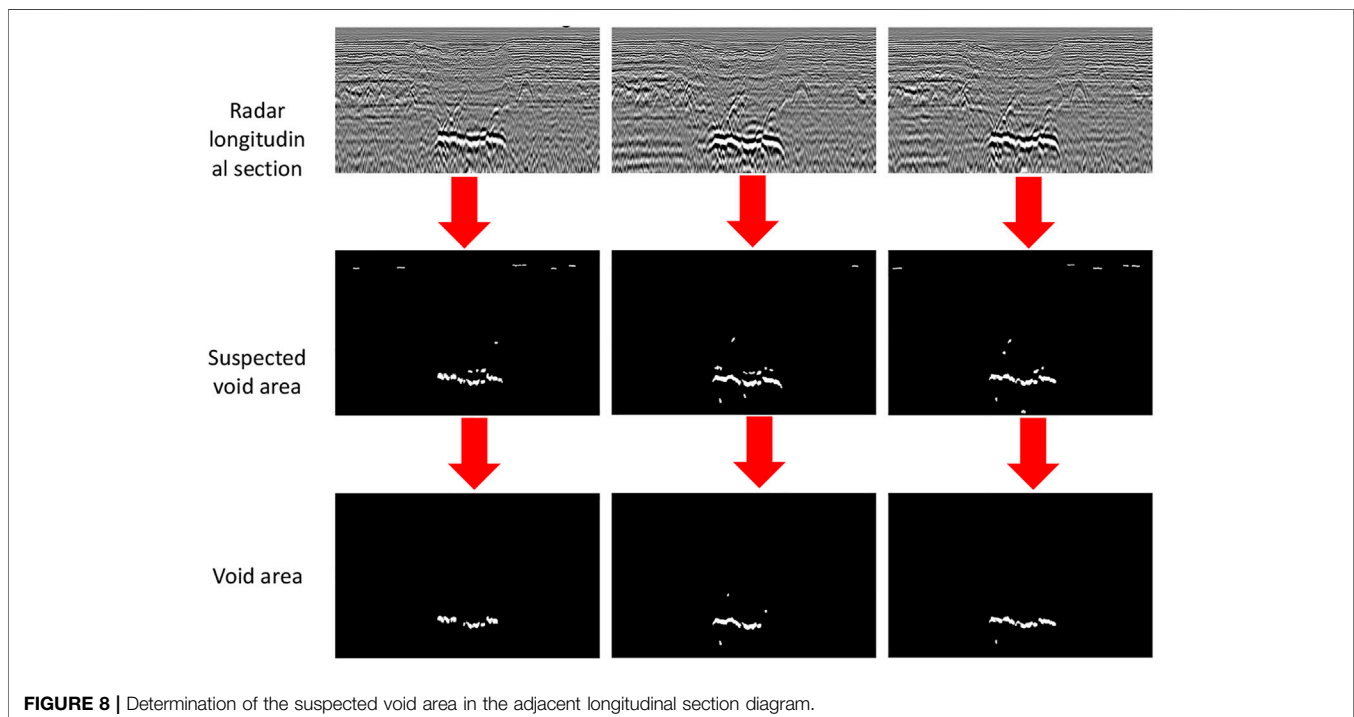 Radar
longitudin
al section
Suspected
void area
Void area
FIGURE 8 | Determination of the suspected void area in the adjacent longitudinal section diagram.